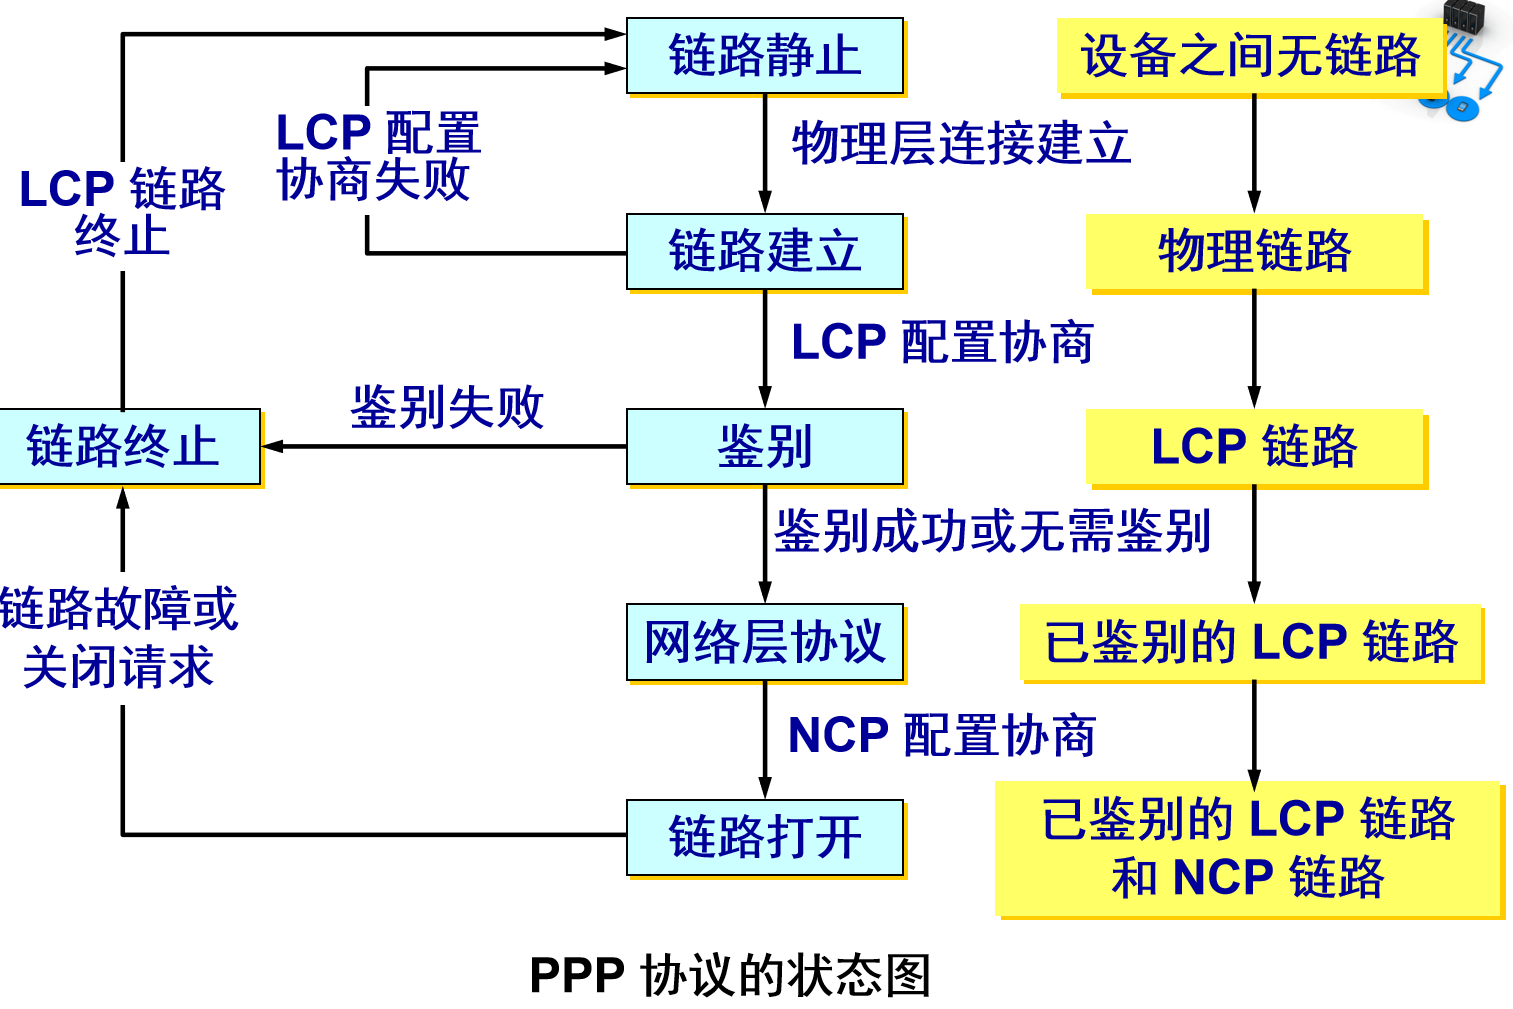 链路静止
设备之间无链路
LCP 配置
协商失败
物理层连接建立
LCP 链路
终止
链路建立
物理链路
LCP 配置协商
鉴别失败
链路终止
鉴别
LCP 链路
鉴别成功或无需鉴别
链路故障或
关闭请求
网络层协议
已鉴别的 LCP 链路
NCP 配置协商
链路打开
已鉴别的 LCP 链路
和 NCP 链路
PPP 协议的状态图